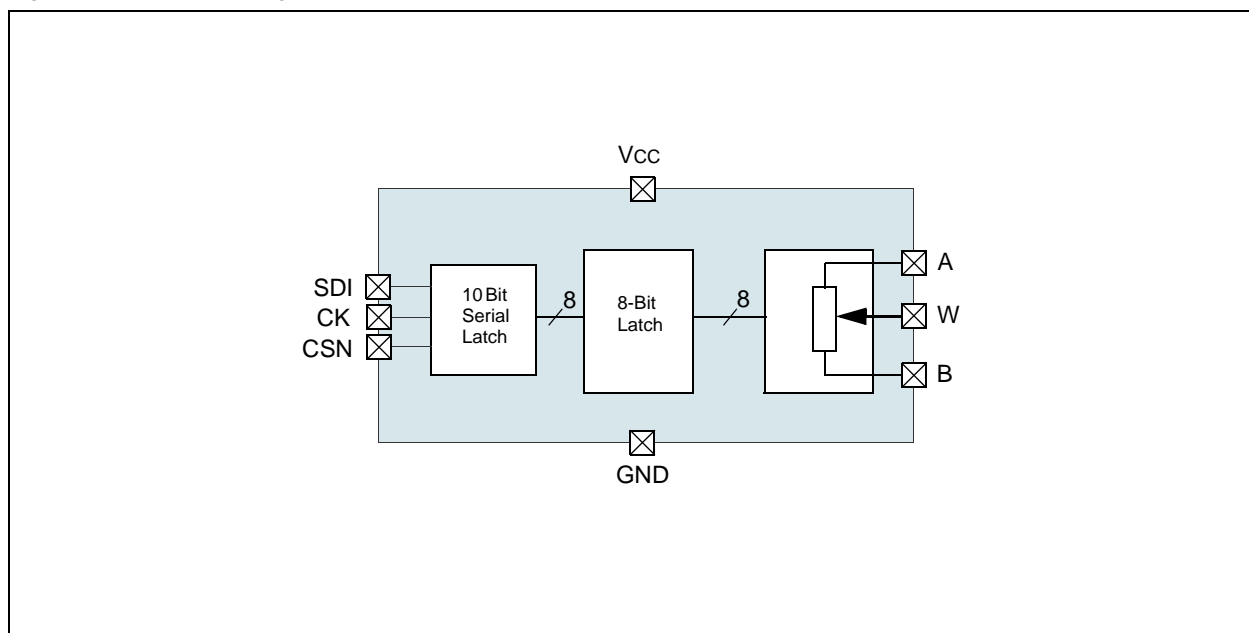 VCC
SDI
CK
CSN
10 Bit
Serial
Latch
8
8-Bit
Latch
8
A
W
B
GND